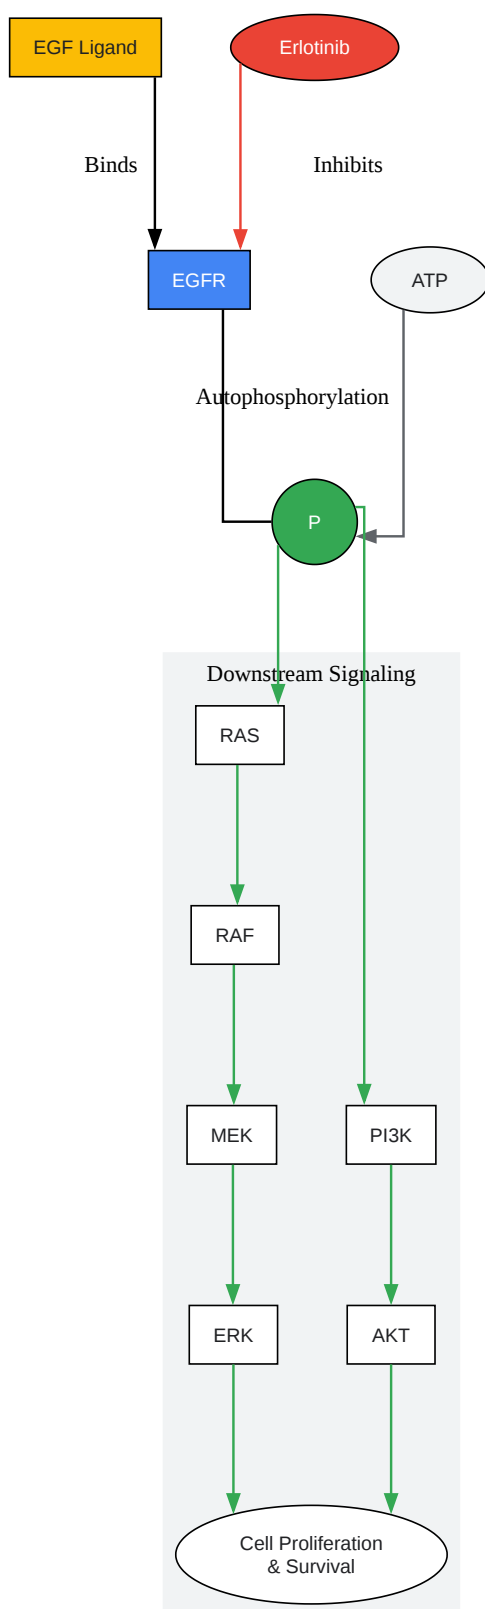 EGF Ligand
Erlotinib
Binds
Inhibits
EGFR
ATP
Autophosphorylation
P
Downstream Signaling
RAS
RAF
MEK
PI3K
ERK
AKT
Cell Proliferation
& Survival